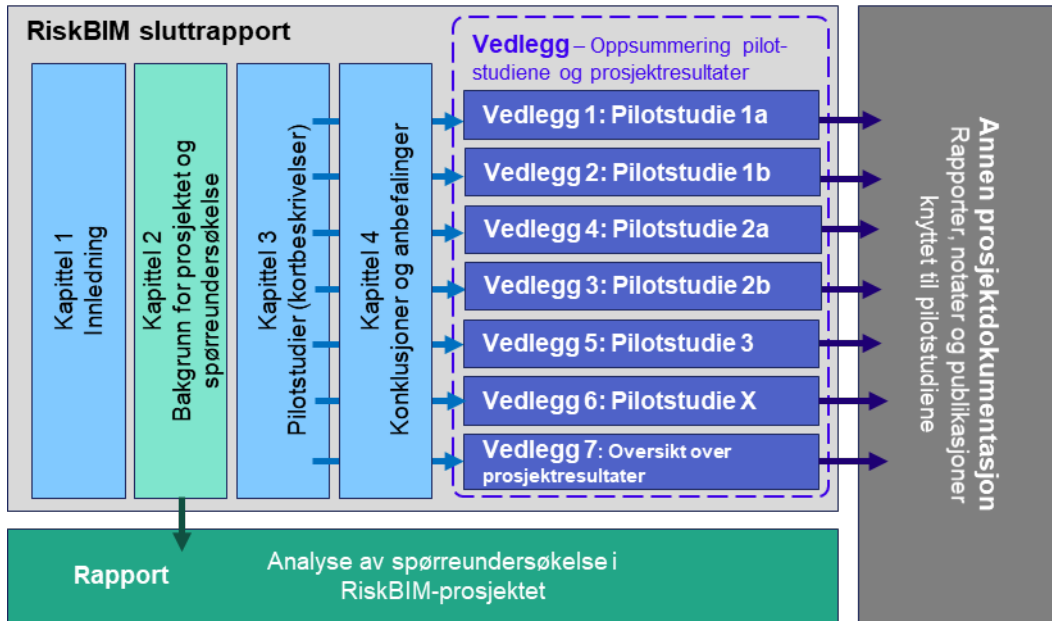 RiskBIM sluttrapport
Kapittel 1
Innledning
Kapittel 2
Bakgrunn for prosjektet og
spørreundersøkelse
Kapittel 3
Pilotstudier (kortbeskrivelser)
Kapittel 4
Konklusjoner og anbefalinger
Vedlegg – Oppsummering pilot-
studiene og prosjektresultater
Vedlegg 1: Pilotstudie 1a
Vedlegg 2: Pilotstudie 1b
Vedlegg 4: Pilotstudie 2a
Vedlegg 3: Pilotstudie 2b
Vedlegg 5: Pilotstudie 3
Vedlegg 6: Pilotstudie X
Vedlegg 7: Oversikt over
prosjektresultater
Annen prosjektdokumentasjon
Rapporter, notater og publikasjoner
knyttet til pilotstudiene
Rapport
Analyse av spørreundersøkelse i
RiskBIM-prosjektet